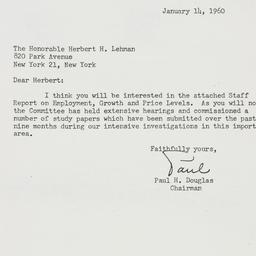 January 14, 1960
The Honorable Herbert H. Lehman
820 Park Avenue
New York 21, New York
Dear Herbert:
I think you will be interested in the attached Staff
Report on Employment, Growth and Price Levels. As you will no
the Committee has held extensive hearings and commissioned a
number of study papers which have been submitted over the past
nine months during our intensive investigations in this import
area.
Faithfully yours,
Paul
Paul H. Douglas
Chairman